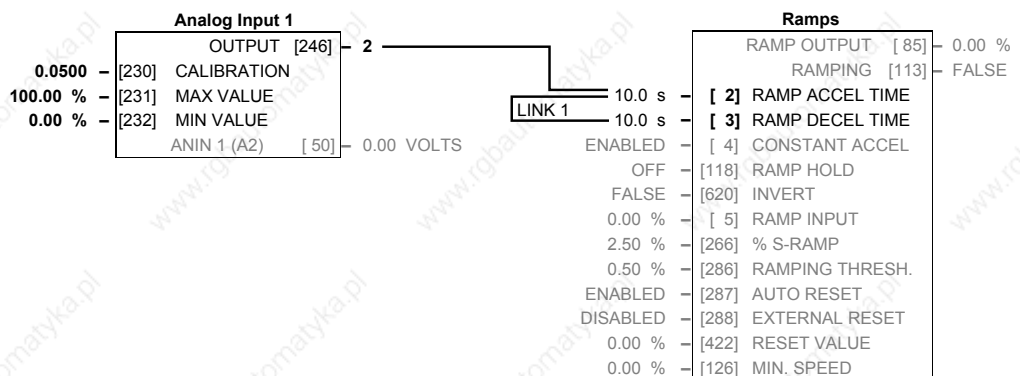 Analog Input 1
OUTPUT [246] – 2
0.0500 – [230] CALIBRATION
100.00 % – [231] MAX VALUE
0.00 % – [232] MIN VALUE
ANIN 1 (A2) [ 50] – 0.00 VOLTS
LINK 1
Ramps
RAMP OUTPUT [ 85] – 0.00 %
RAMPING [113] – FALSE
10.0 s – [ 2] RAMP ACCEL TIME
10.0 s – [ 3] RAMP DECEL TIME
ENABLED – [ 4] CONSTANT ACCEL
OFF – [118] RAMP HOLD
FALSE – [620] INVERT
0.00 % – [ 5] RAMP INPUT
2.50 % – [266] % S-RAMP
0.50 % – [286] RAMPING THRESH.
ENABLED – [287] AUTO RESET
DISABLED – [288] EXTERNAL RESET
0.00 % – [422] RESET VALUE
0.00 % – [126] MIN. SPEED